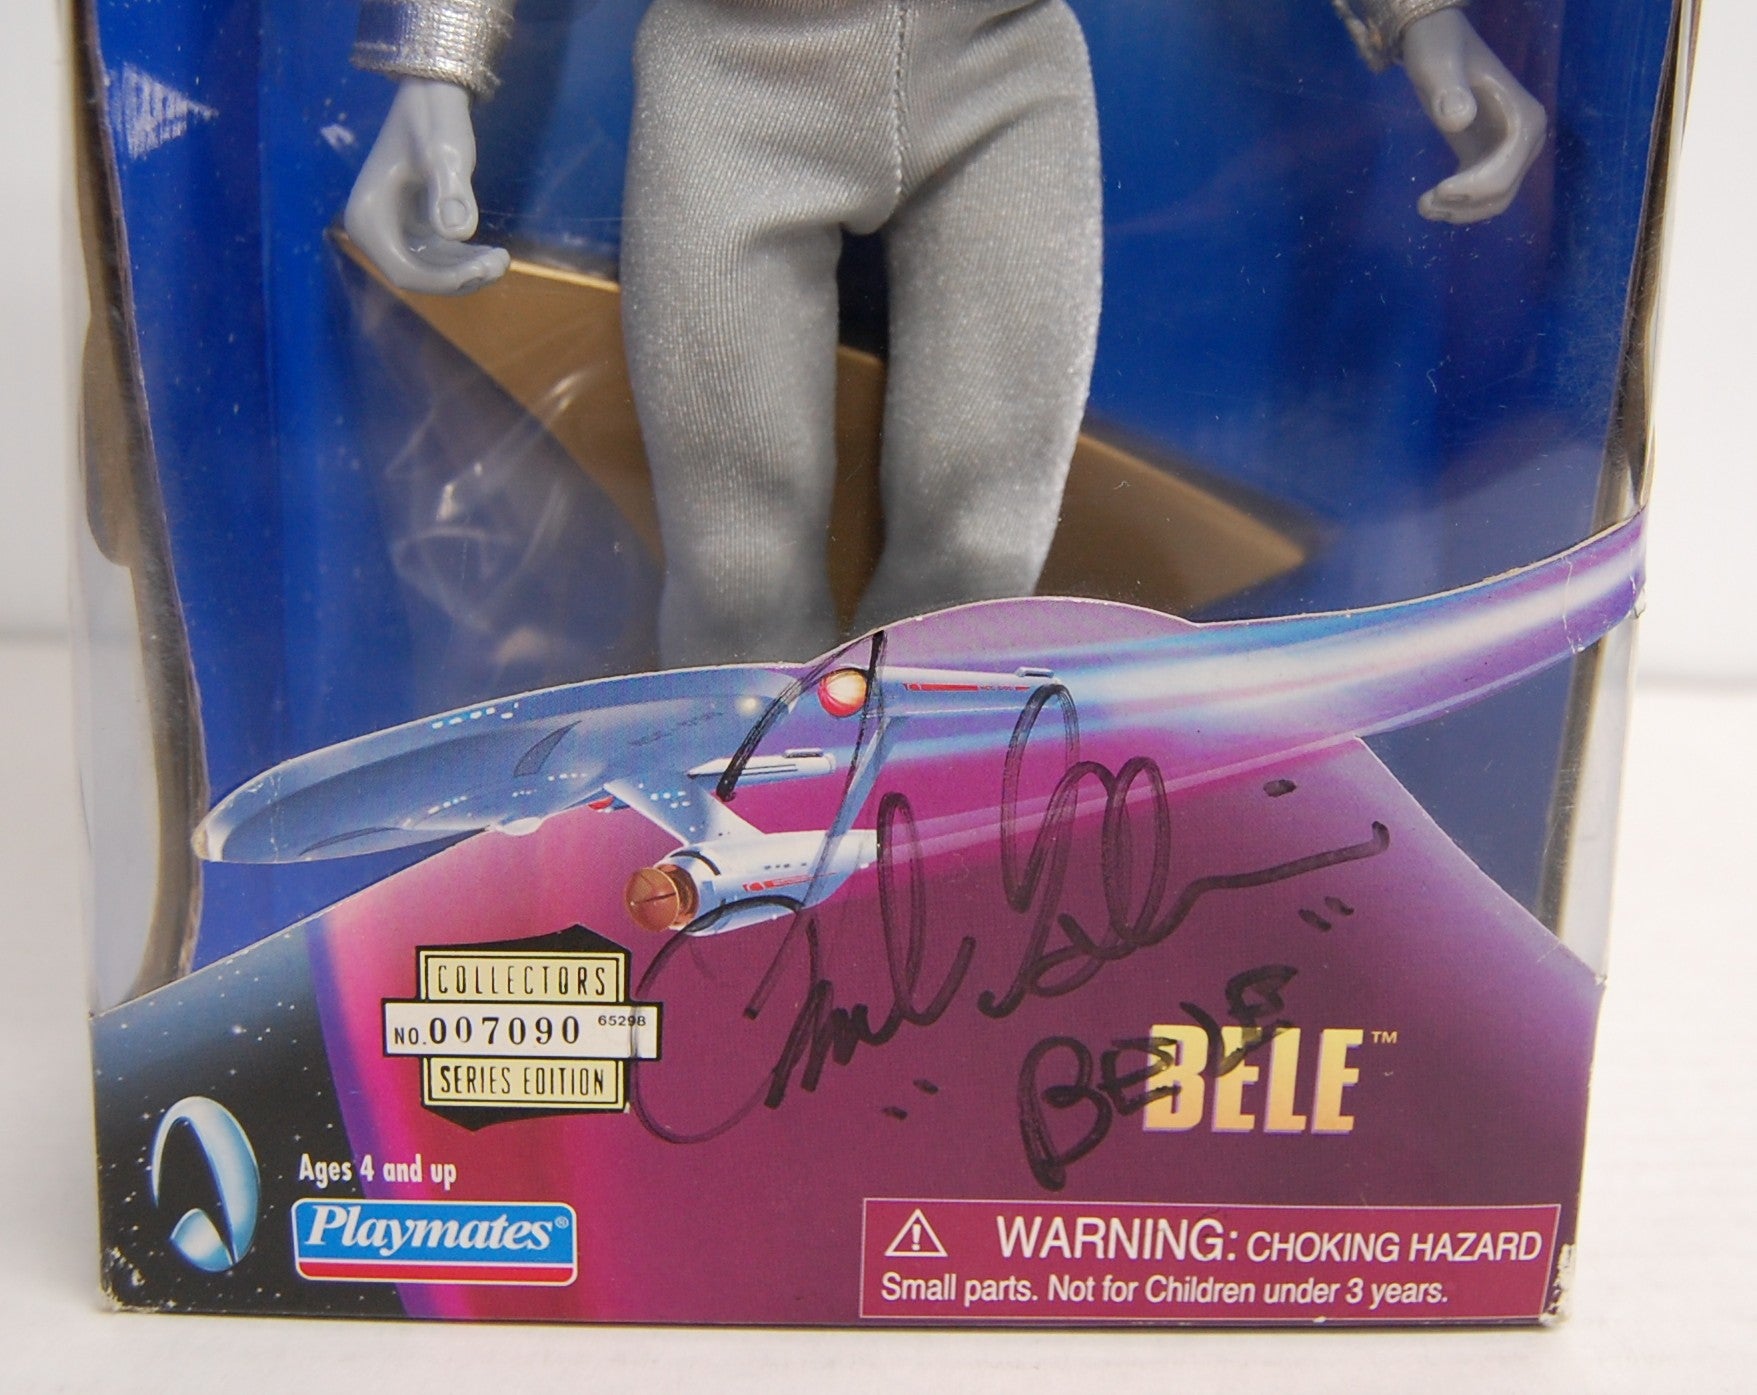 COLLECTORS
NO. 007090 65298
SERIES EDITION
"BELE"
BELE™
Ages 4 and up
Playmates®
WARNING: CHOKING HAZARD
Small parts. Not for Children under 3 years.